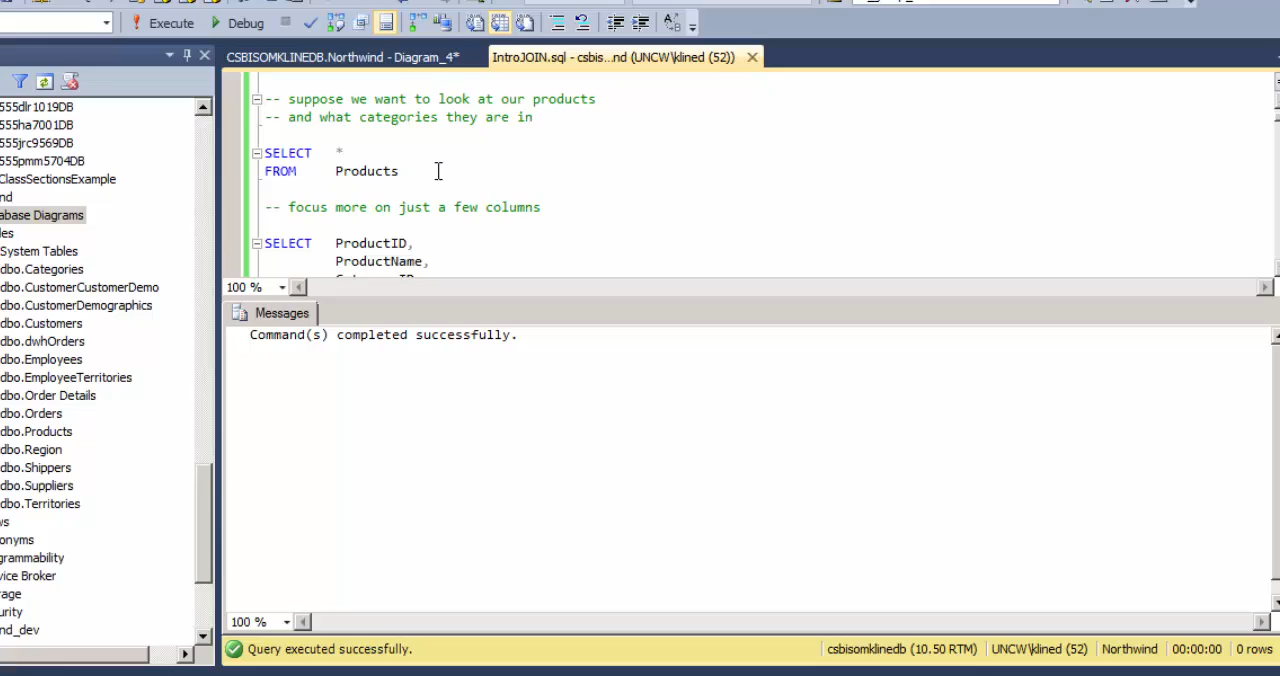 Execute Debug
CSBISOMKLINEDB.Northwind - Diagram_4* IntroJOIN.sql - csbis...nd (UNCW\klined (52))
-- suppose we want to look at our products
-- and what categories they are in
SELECT *
FROM Products
-- focus more on just a few columns
SELECT ProductID,
ProductName,
100 %
555dlr1019DB
555ha7001DB
555jrc9569DB
555pmm5704DB
ClassSectionsExample
nd
abase Diagrams
les
System Tables
dbo.Categories
dbo.CustomerCustomerDemo
dbo.CustomerDemographics
dbo.Customers
dbo.dwhOrders
dbo.Employees
dbo.EmployeeTerritories
dbo.Order Details
dbo.Orders
dbo.Products
dbo.Region
dbo.Shippers
dbo.Suppliers
dbo.Territories
ws
onyms
grammability
vice Broker
rage
urity
nd_dev
Messages
Command(s) completed successfully.
100 %
Query executed successfully. csbisomklinedb (10.50 RTM) UNCW\klined (52) Northwind 00:00:00 0 rows